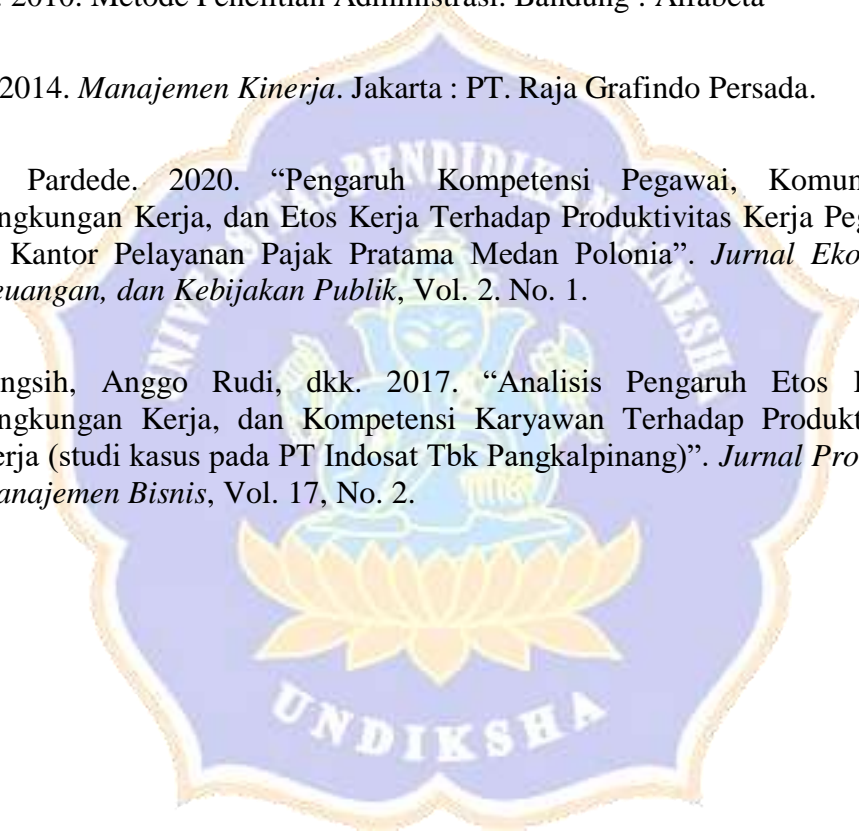 2010. Metode Penelitian Administrasi. Bandung : Alfabeta
2014. Manajemen Kinerja. Jakarta : PT. Raja Grafindo Persada.
Pardede. 2020. “Pengaruh Kompetensi Pegawai, Komun
ngkungan Kerja, dan Etos Kerja Terhadap Produktivitas Kerja Peg
Kantor Pelayanan Pajak Pratama Medan Polonia”. Jurnal Eko
euangan, dan Kebijakan Publik, Vol. 2. No. 1.
ngsih, Anggo Rudi, dkk. 2017. “Analisis Pengaruh Etos
ngkungan Kerja, dan Kompetensi Karyawan Terhadap Produkt
erja (studi kasus pada PT Indosat Tbk Pangkalpinang)”. Jurnal Pro
anajemen Bisnis, Vol. 17, No. 2.
UNIVERSITAS PENDIDIKAN GANESHA
UNDIKSHA